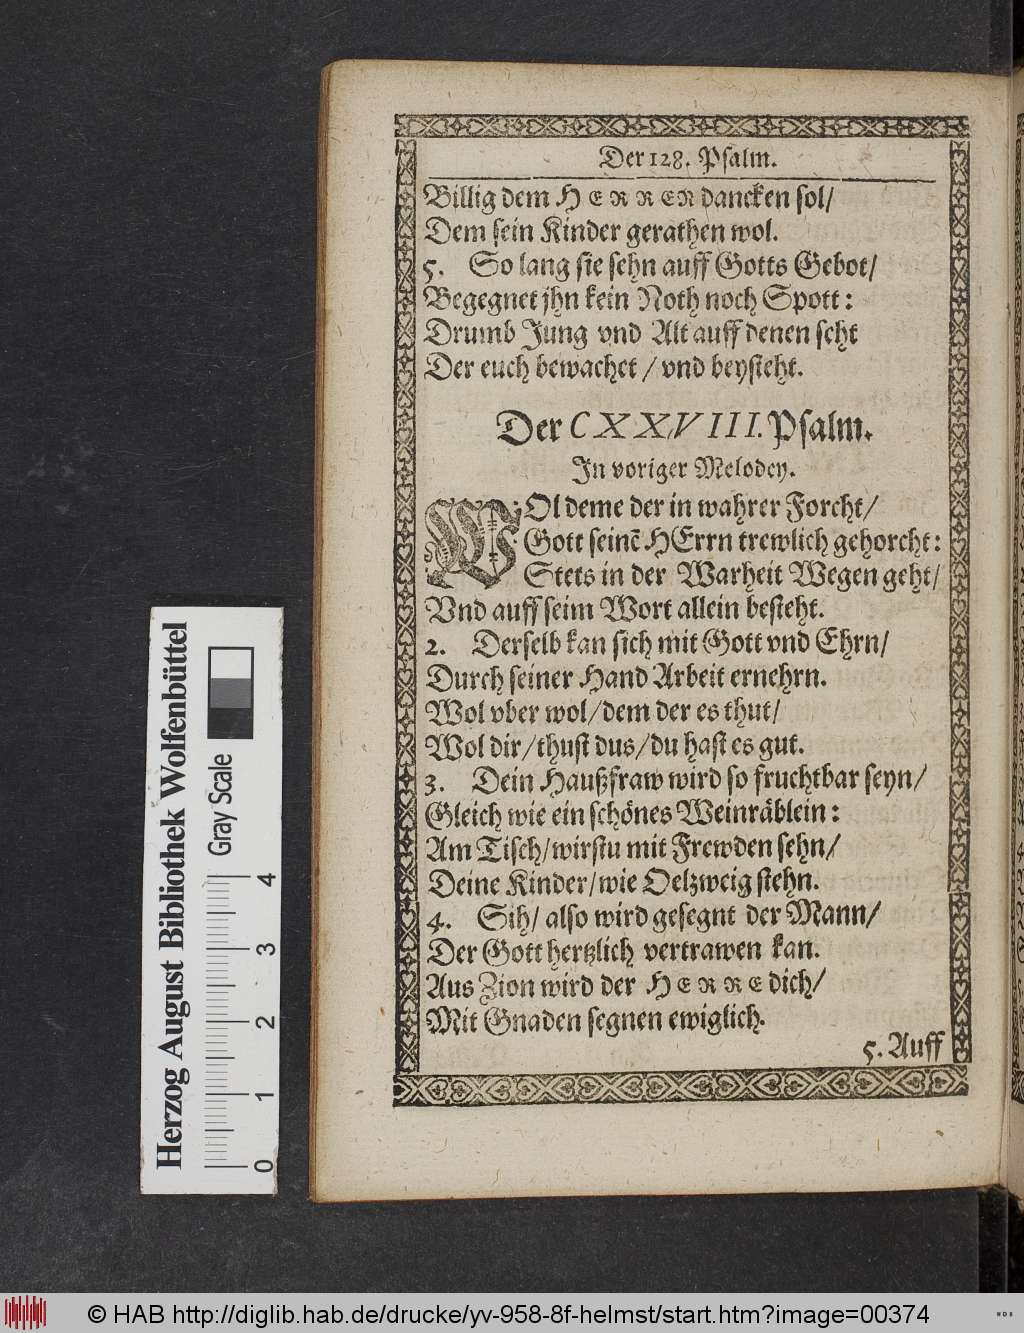 Der 128. Psalm.
Billig dem HERREN dancken sol/
Dem sein Kinder gerathen wol.
5. So lang sie sehn auff Gotts Gebot/
Begegnet jhn kein Noth noch Spott:
Drumb Jung vnd Alt auff denen seht
Der euch bewachet / vnd beysteht.
Der CXXVIII. Psalm.
In voriger Melodey.
WOl deme der in wahrer Forcht/
Gott seinẽ HErrn trewlich gehorcht:
Stets in der Warheit Wegen geht/
Vnd auff seim Wort allein besteht.
2. Derselb kan sich mit Gott vnd Ehrn/
Durch seiner Hand Arbeit ernehrn.
Wol vber wol/dem der es thut/
Wol dir/thust dus/du hast es gut.
3. Dein Haußfraw wird so fruchtbar seyn/
Gleich wie ein schönes Weinräblein:
Am Tisch/wirstu mit Frewden sehn/
Deine Kinder/wie Oelzweig stehn.
4. Sih/ also wird gesegnt der Mann/
Der Gott hertzlich vertrawen kan.
Aus Zion wird der HERRE dich/
Mit Gnaden segnen ewiglich.
5. Auff
Herzog August Bibliothek Wolfenbüttel
Gray Scale
0 1 2 3 4
© HAB http://diglib.hab.de/drucke/yv-958-8f-helmst/start.htm?image=00374